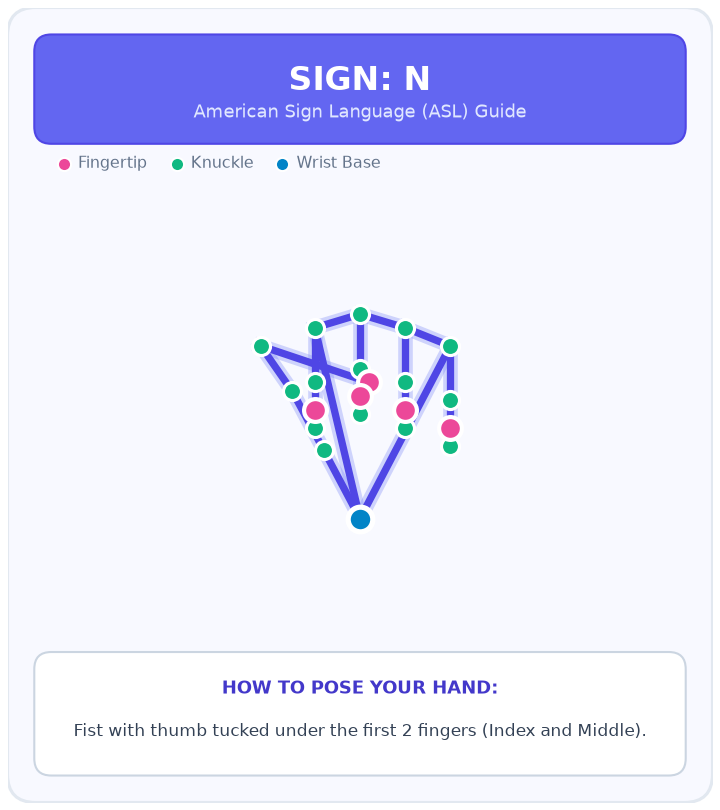 SIGN: N
American Sign Language (ASL) Guide
Fingertip Knuckle Wrist Base
HOW TO POSE YOUR HAND:
Fist with thumb tucked under the first 2 fingers (Index and Middle).